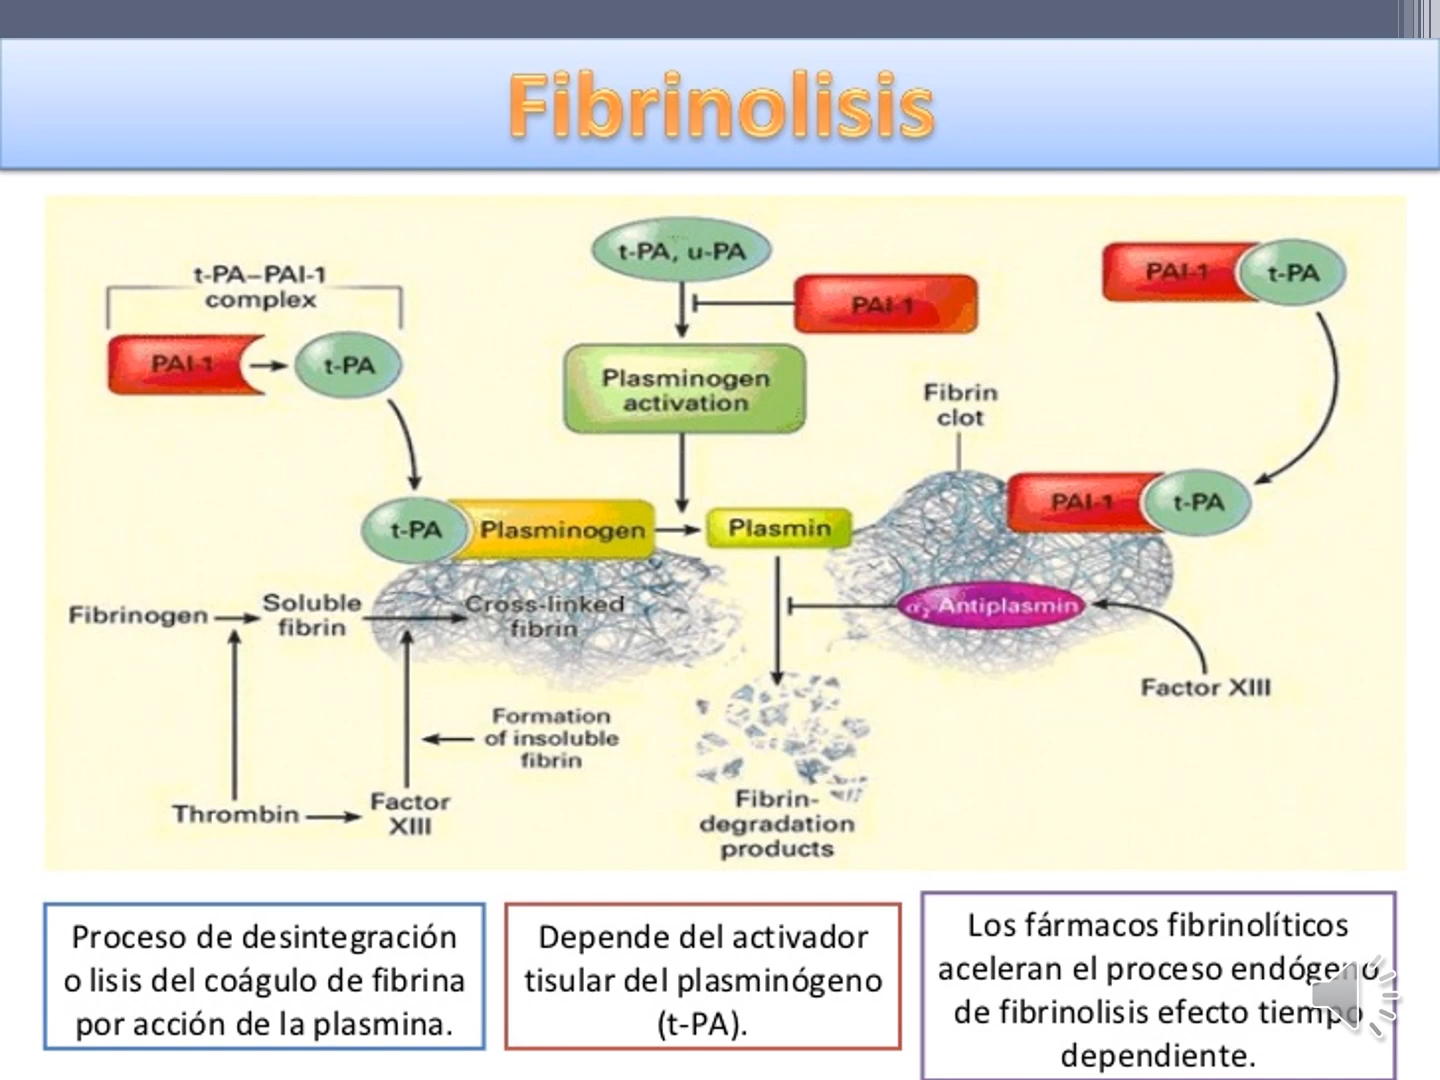 Fibrinolisis
t-PA–PAI-1
complex
PAI-1
t-PA
t-PA, u-PA
PAI-1
Plasminogen
activation
PAI-1
t-PA
Fibrin
clot
PAI-1
t-PA
t-PA
Plasminogen
Plasmin
Fibrinogen
Soluble
fibrin
Cross-linked
fibrin
α2 Antiplasmin
Factor XIII
Formation
of insoluble
fibrin
Thrombin
Factor
XIII
Fibrin-
degradation
products
Proceso de desintegración
o lisis del coágulo de fibrina
por acción de la plasmina.
Depende del activador
tisular del plasminógeno
(t-PA).
Los fármacos fibrinolíticos
aceleran el proceso endógeno
de fibrinolisis efecto tiempo
dependiente.